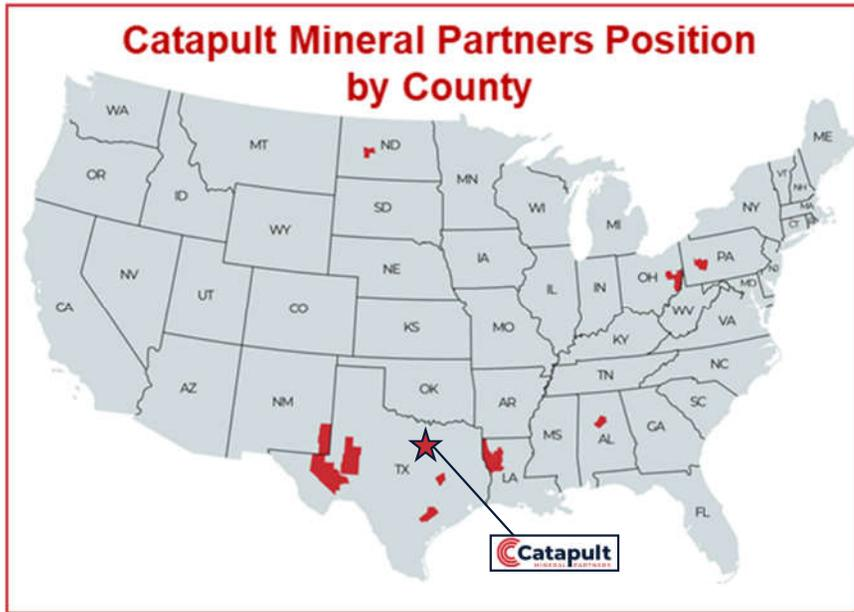 Catapult Mineral Partners Position
by County
WA
MT
ND
ME
OR
ID
MN
VT
NH
SD
WI
NY
MA
WY
MI
CT
IA
PA
NE
NV
OH
NJ
UT
IL
IN
MD
CA
CO
WV
KS
MO
VA
KY
NC
TN
AZ
OK
NM
AR
SC
MS
AL
GA
TX
LA
FL
Catapult
MINERAL PARTNERS